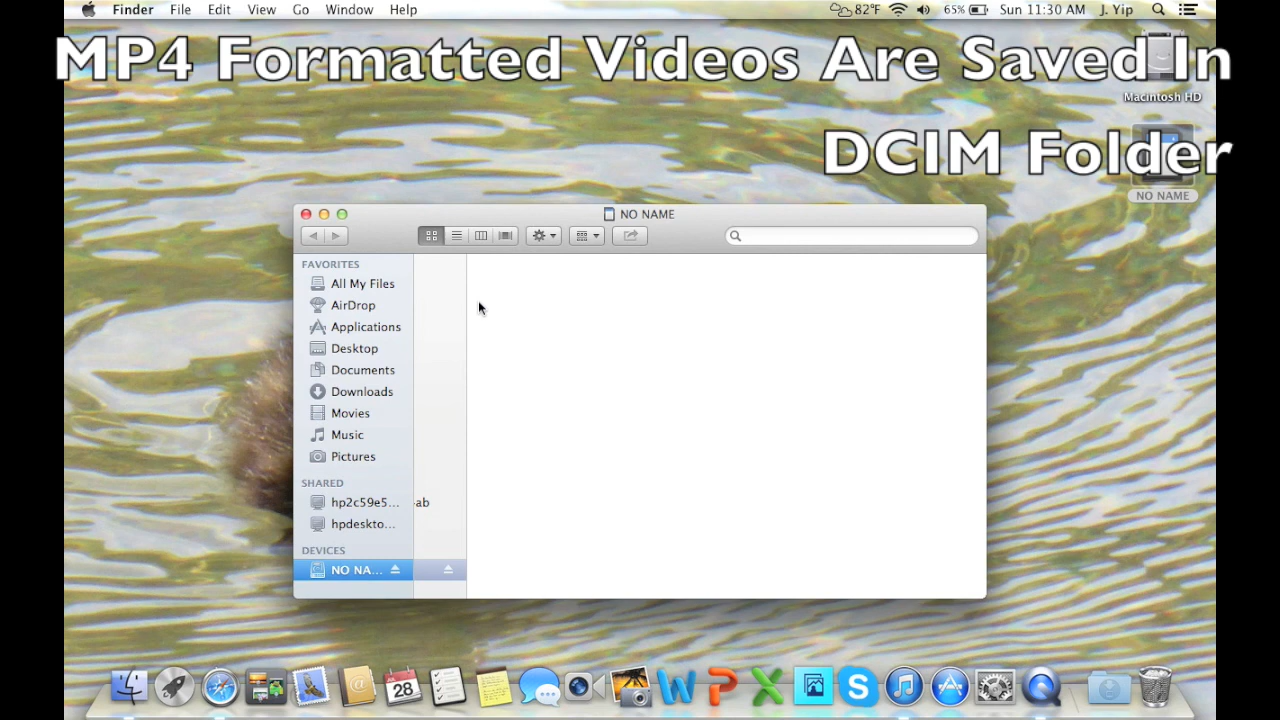 Finder File Edit View Go Window Help 82°F 65% Sun 11:30 AM J. Yip
MP4 Formatted Videos Are Saved In
Macintosh HD
DCIM Folder
NO NAME
NO NAME
FAVORITES
All My Files
AirDrop
Applications
Desktop
Documents
Downloads
Movies
Music
Pictures
SHARED
hp2c59e5... -ab
hpdeskto...
DEVICES
NO NA...
28